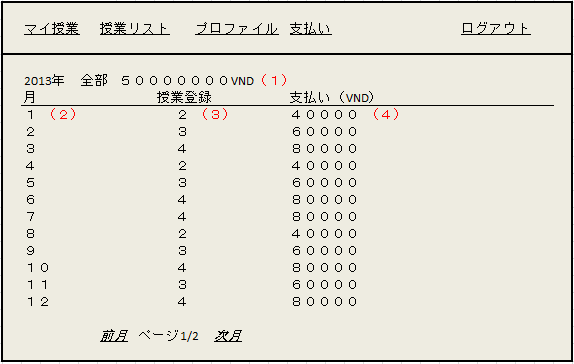 マイ授業 授業リスト プロファイル 支払い ログアウト
2013年 全部 ５０００００００VND（１）
月 授業登録 支払い（VND）
１（２） ２（３） ４００００（４）
２ ３ ６００００
３ ４ ８００００
４ ２ ４００００
５ ３ ６００００
６ ４ ８００００
７ ４ ８００００
８ ２ ４００００
９ ３ ６００００
１０ ４ ８００００
１１ ３ ６００００
１２ ４ ８００００
前月 ページ1/2 次月